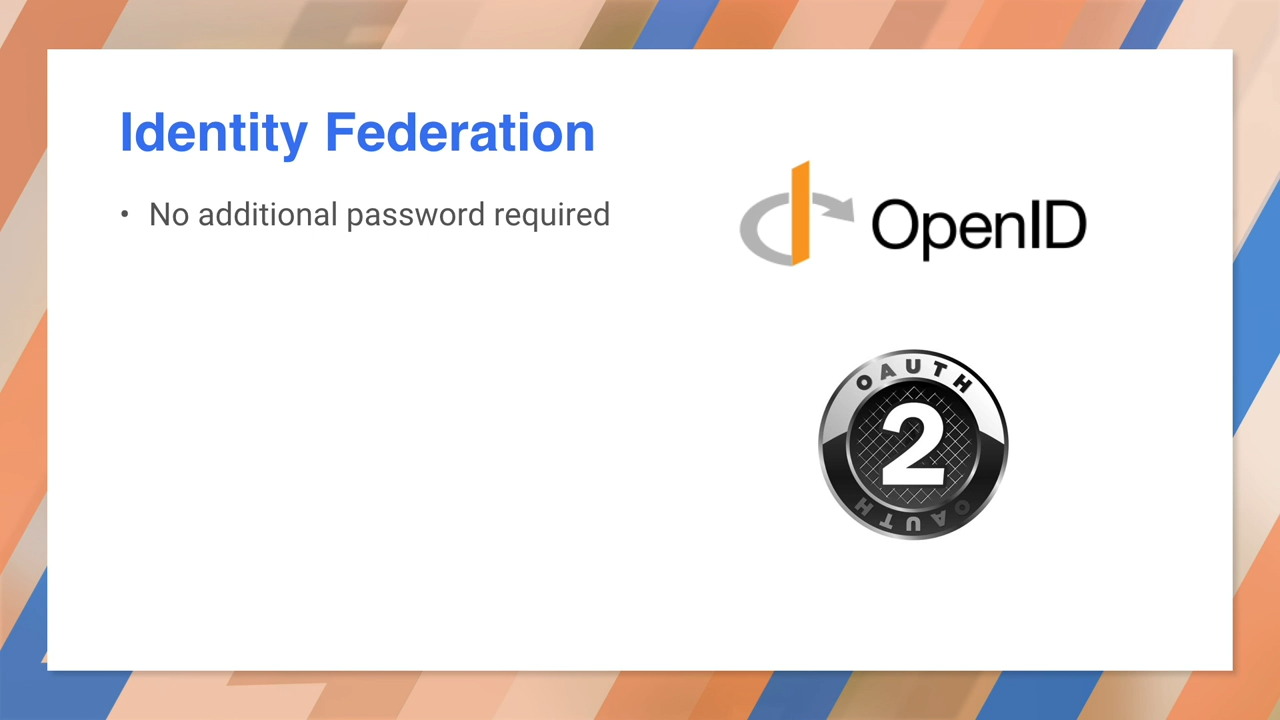 Identity Federation
• No additional password required
OpenID
OAUTH
2
OAUTH